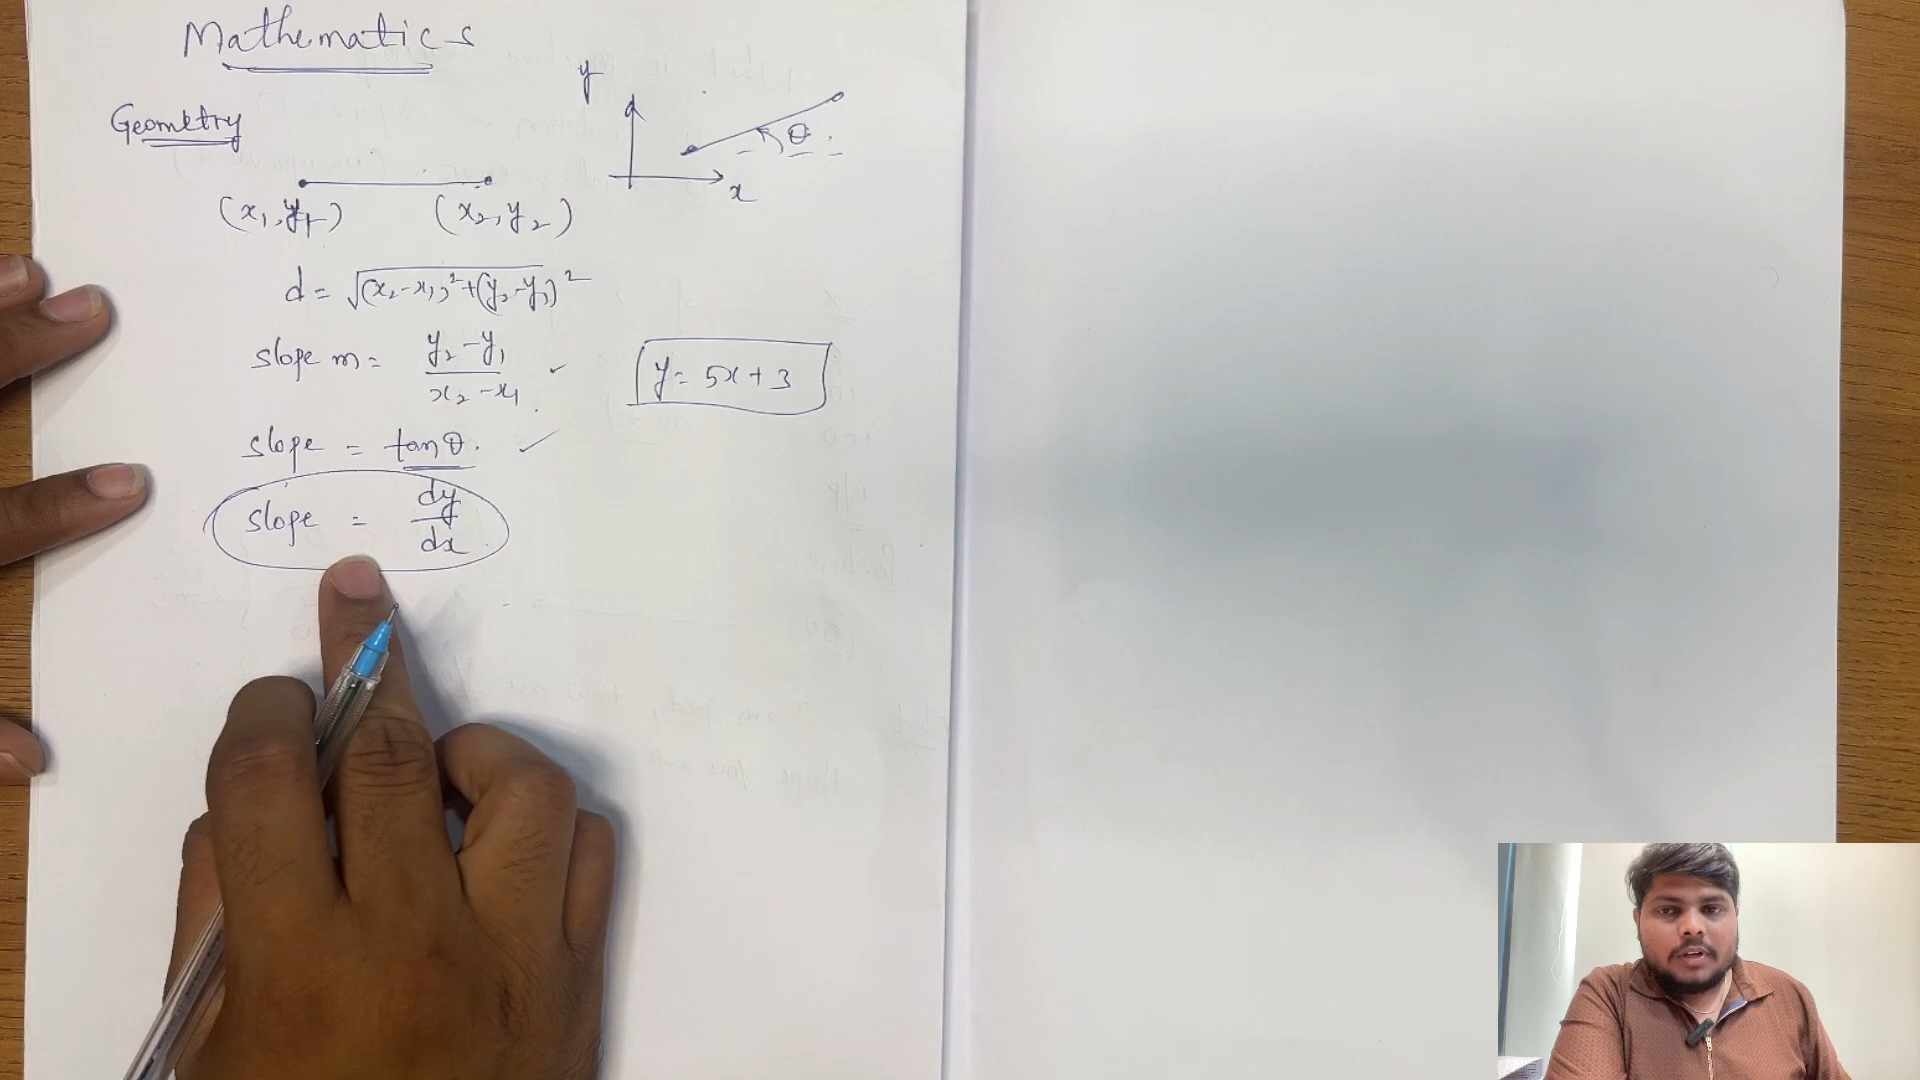 Mathematics
Geometry
y
θ.
x
(x₁, y₁)
(x₂, y₂)
d = √(x₂-x₁)²+(y₂-y₁)²
slope m = y₂-y₁ / x₂-x₁
y = 5x + 3
slope = tanθ.
slope = dy / dx